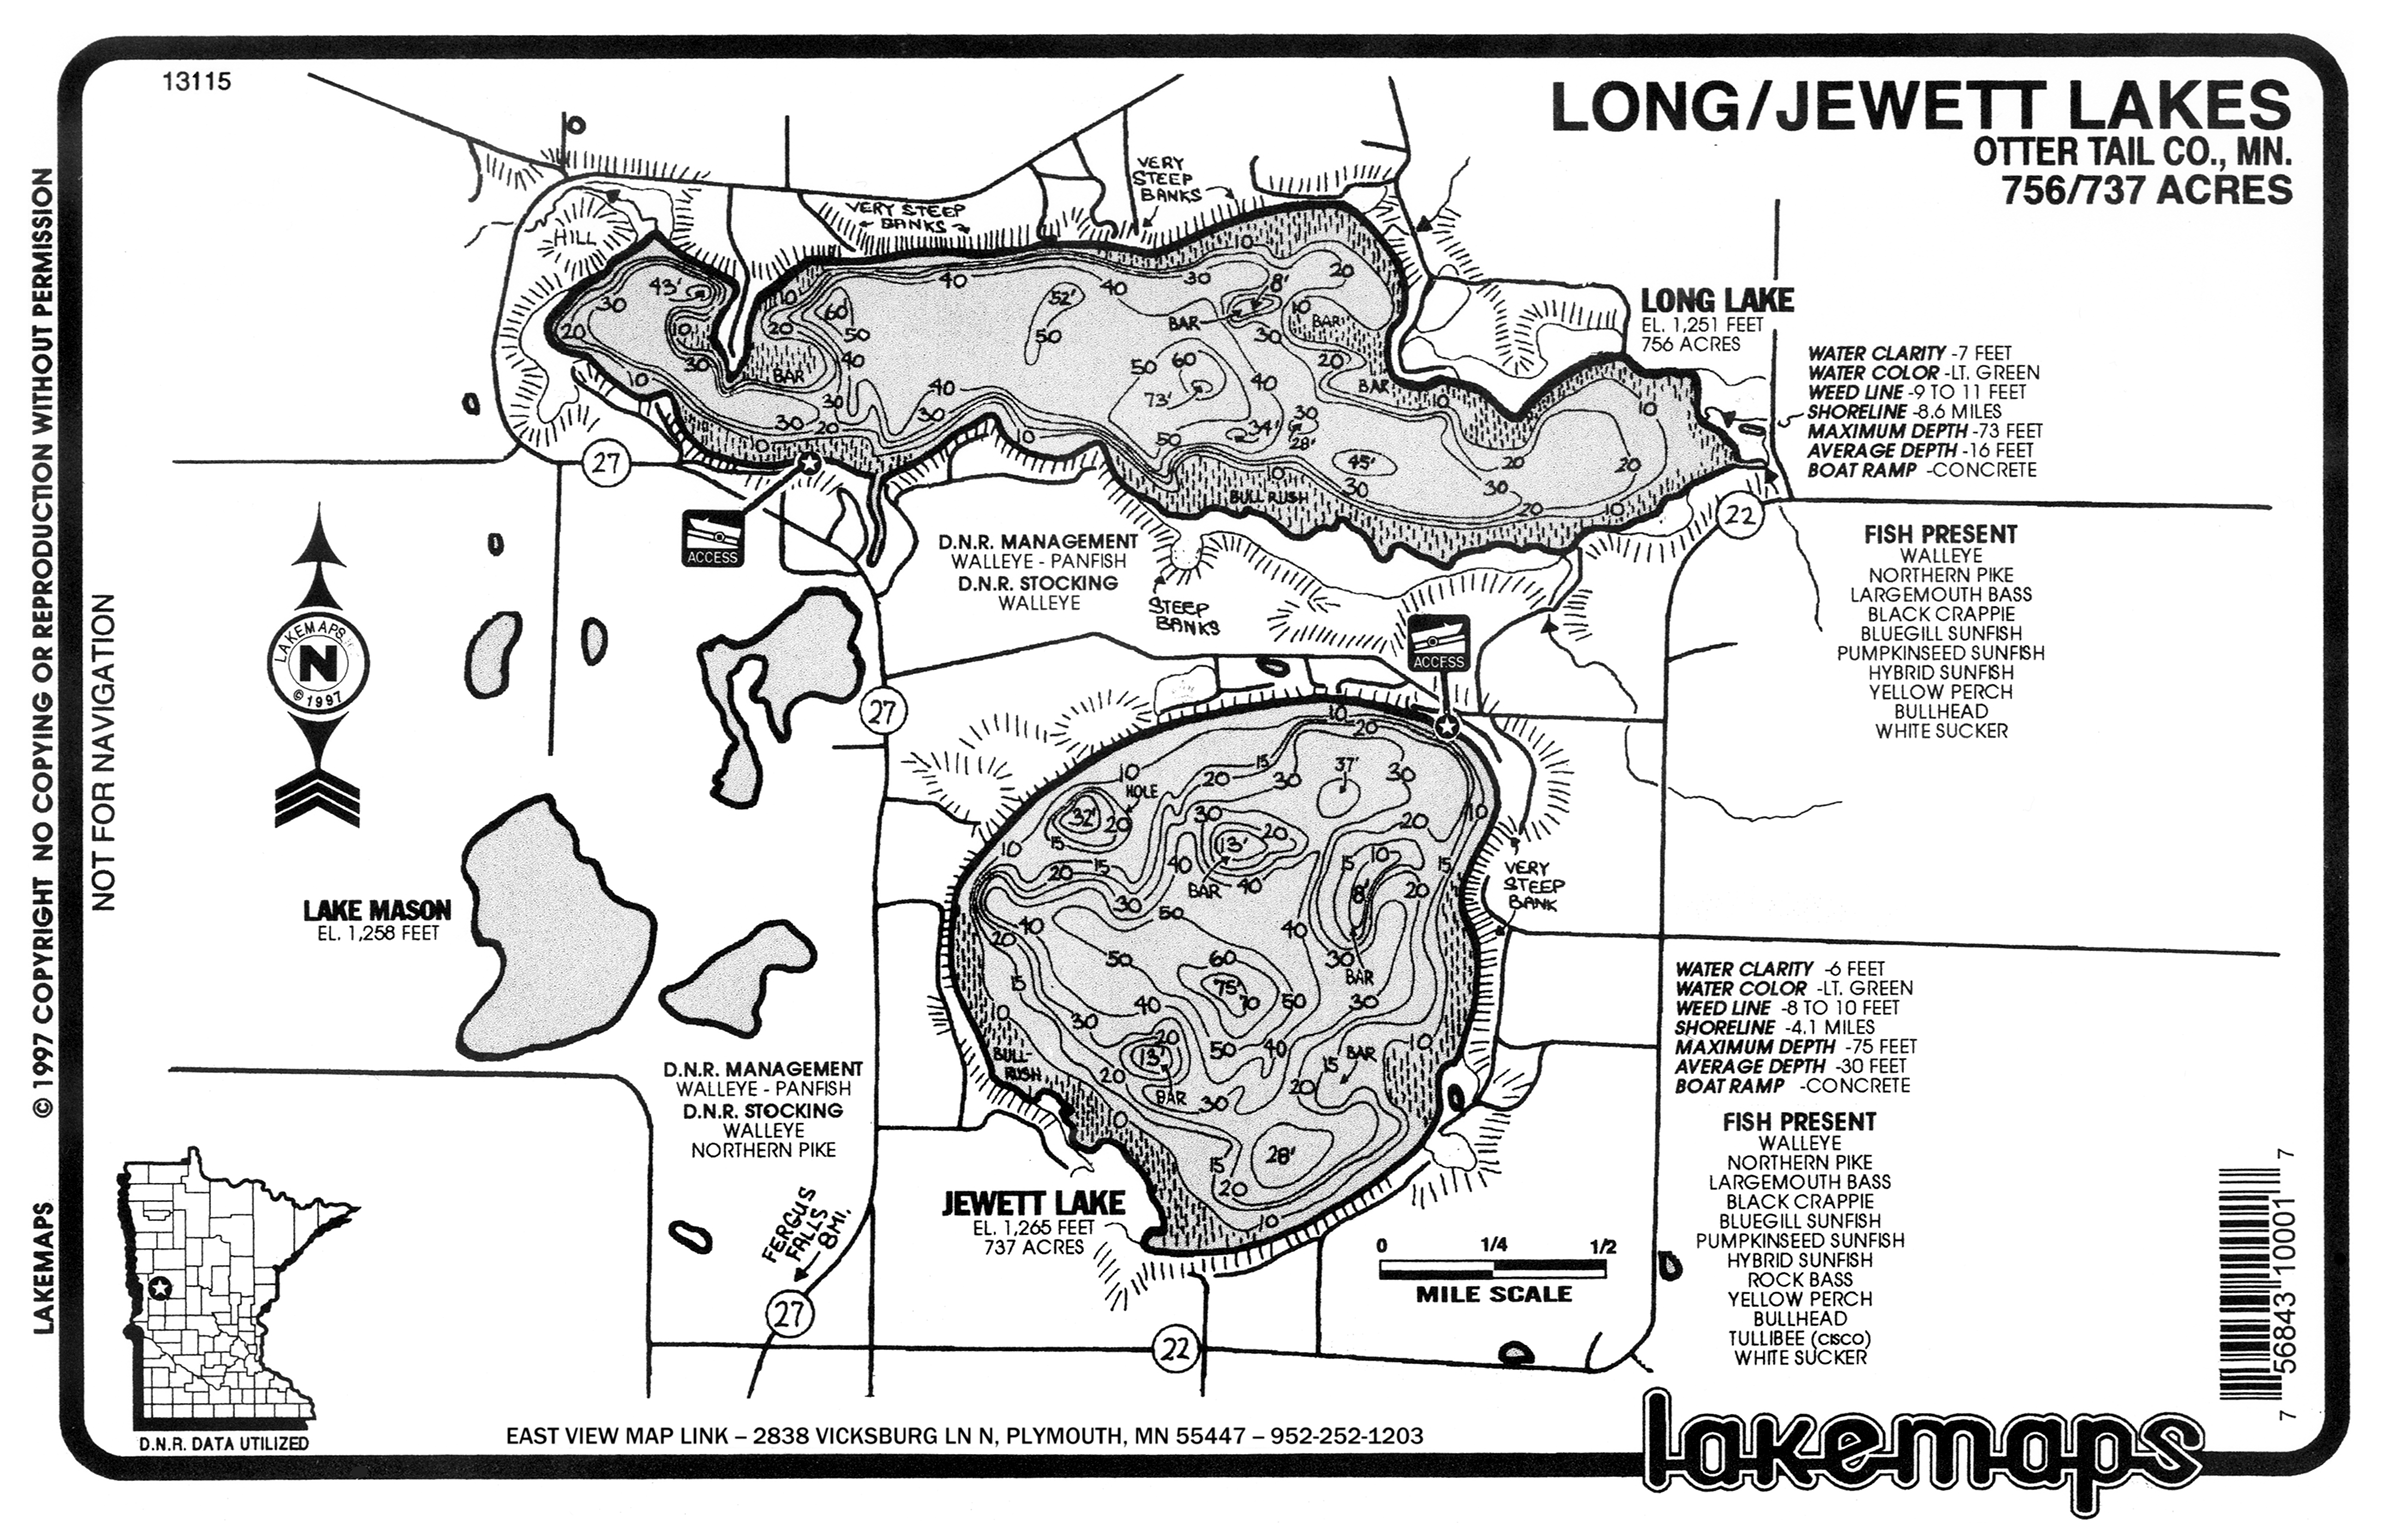 13115
LONG/JEWETT LAKES
OTTER TAIL CO., MN.
756/737 ACRES
© 1997 COPYRIGHT NO COPYING OR REPRODUCTION WITHOUT PERMISSION
LAKEMAPS
NOT FOR NAVIGATION
HILL
VERY STEEP
BANKS
VERY
STEEP
BANKS
LONG LAKE
EL. 1,251 FEET
756 ACRES
WATER CLARITY -7 FEET
WATER COLOR -LT. GREEN
WEED LINE -9 TO 11 FEET
SHORELINE -8.6 MILES
MAXIMUM DEPTH -73 FEET
AVERAGE DEPTH -16 FEET
BOAT RAMP -CONCRETE
10
40
40
30
8'
20
43'
30
20
10
30
10
20
60
50
40
BAR
52'
50
BAR
10
BAR
30
20
BAR
50
60
73'
40
40
30
30
30
20
10
10
50
34'
30
28'
45'
30
10
BULL RUSH
10
20
30
20
20
10
10
27
22
ACCESS
D.N.R. MANAGEMENT
WALLEYE - PANFISH
D.N.R. STOCKING
WALLEYE
STEEP
BANKS
FISH PRESENT
WALLEYE
NORTHERN PIKE
LARGEMOUTH BASS
BLACK CRAPPIE
BLUEGILL SUNFISH
PUMPKINSEED SUNFISH
HYBRID SUNFISH
YELLOW PERCH
BULLHEAD
WHITE SUCKER
LAKEMAPS
N
© 1997
ACCESS
27
10
20
10
HOLE
20
15
30
37'
30
32'
20
15
10
30
20
13'
BAR
40
40
20
10
15
10
8'
20
15
10
20
15
30
50
40
20
40
30
BAR
VERY
STEEP
BANK
50
60
75'
70
50
30
15
10
40
30
20
13'
BAR
20
50
40
30
15
BAR
10
20
BULL-
RUSH
10
28'
15
20
10
LAKE MASON
EL. 1,258 FEET
D.N.R. MANAGEMENT
WALLEYE - PANFISH
D.N.R. STOCKING
WALLEYE
NORTHERN PIKE
FERGUS
FALLS
8MI.
27
JEWETT LAKE
EL. 1,265 FEET
737 ACRES
0 1/4 1/2
MILE SCALE
22
WATER CLARITY -6 FEET
WATER COLOR -LT. GREEN
WEED LINE -8 TO 10 FEET
SHORELINE -4.1 MILES
MAXIMUM DEPTH -75 FEET
AVERAGE DEPTH -30 FEET
BOAT RAMP -CONCRETE
FISH PRESENT
WALLEYE
NORTHERN PIKE
LARGEMOUTH BASS
BLACK CRAPPIE
BLUEGILL SUNFISH
PUMPKINSEED SUNFISH
HYBRID SUNFISH
ROCK BASS
YELLOW PERCH
BULLHEAD
TULLIBEE (CISCO)
WHITE SUCKER
7 56843 10001 7
D.N.R. DATA UTILIZED
EAST VIEW MAP LINK – 2838 VICKSBURG LN N, PLYMOUTH, MN 55447 – 952-252-1203
lakemaps